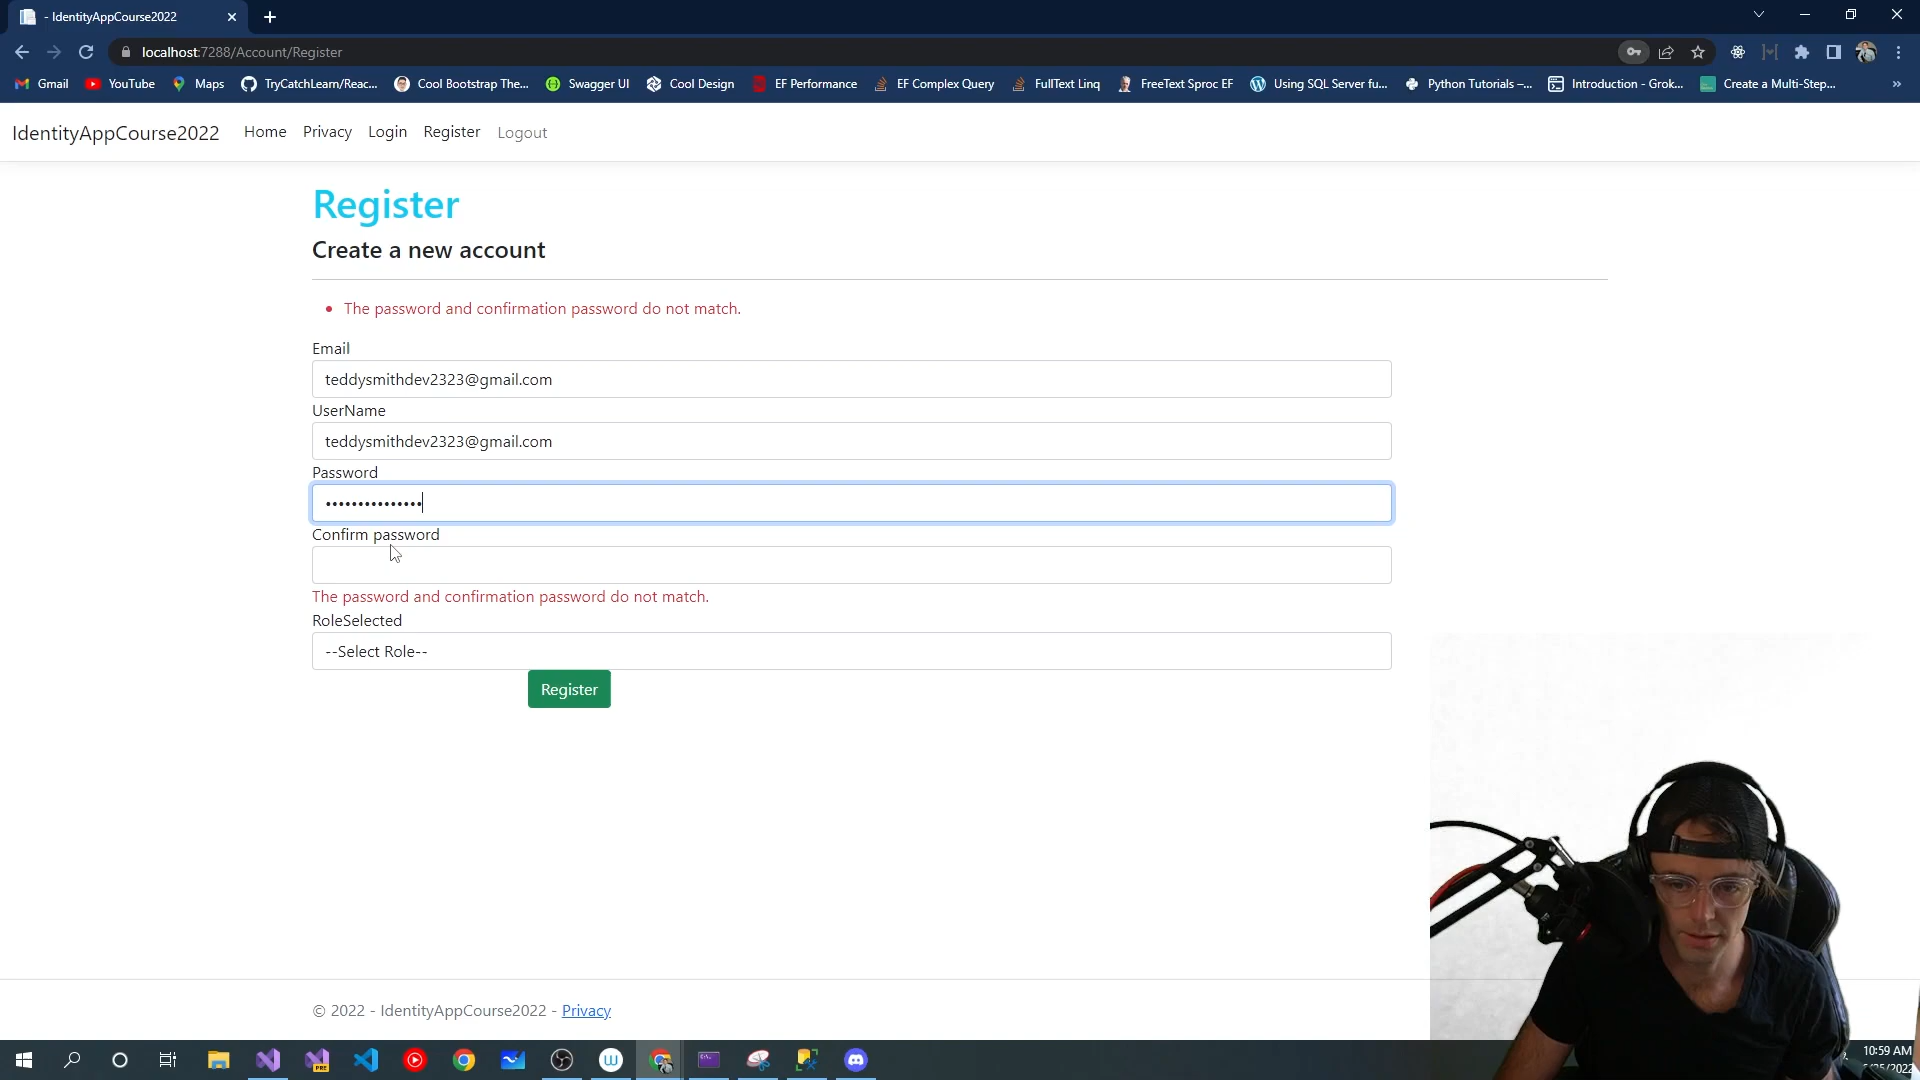 - IdentityAppCourse2022
localhost:7288/Account/Register
Gmail YouTube Maps TryCatchLearn/Reac... Cool Bootstrap The... Swagger UI Cool Design EF Performance EF Complex Query FullText Linq FreeText Sproc EF Using SQL Server fu... Python Tutorials –... Introduction - Grok... Create a Multi-Step... »
IdentityAppCourse2022 Home Privacy Login Register Logout
Register
Create a new account
The password and confirmation password do not match.
Email
teddysmithdev2323@gmail.com
UserName
teddysmithdev2323@gmail.com
Password
Confirm password
The password and confirmation password do not match.
RoleSelected
--Select Role--
Register
© 2022 - IdentityAppCourse2022 - Privacy
PRE
10:59 AM